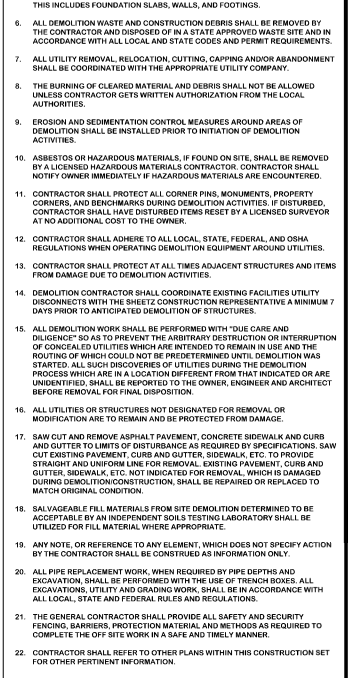 THIS INCLUDES FOUNDATION SLABS, WALLS, AND FOOTINGS.
6. ALL DEMOLITION WASTE AND CONSTRUCTION DEBRIS SHALL BE REMOVED BY
THE CONTRACTOR AND DISPOSED OF IN A STATE APPROVED WASTE SITE AND IN
ACCORDANCE WITH ALL LOCAL AND STATE CODES AND PERMIT REQUIREMENTS.
7. ALL UTILITY REMOVAL, RELOCATION, CUTTING, CAPPING AND/OR ABANDONMENT
SHALL BE COORDINATED WITH THE APPROPRIATE UTILITY COMPANY.
8. THE BURNING OF CLEARED MATERIAL AND DEBRIS SHALL NOT BE ALLOWED
UNLESS CONTRACTOR GETS WRITTEN AUTHORIZATION FROM THE LOCAL
AUTHORITIES.
9. EROSION AND SEDIMENTATION CONTROL MEASURES AROUND AREAS OF
DEMOLITION SHALL BE INSTALLED PRIOR TO INITIATION OF DEMOLITION
ACTIVITIES.
10. ASBESTOS OR HAZARDOUS MATERIALS, IF FOUND ON SITE, SHALL BE REMOVED
BY A LICENSED HAZARDOUS MATERIALS CONTRACTOR. CONTRACTOR SHALL
NOTIFY OWNER IMMEDIATELY IF HAZARDOUS MATERIALS ARE ENCOUNTERED.
11. CONTRACTOR SHALL PROTECT ALL CORNER PINS, MONUMENTS, PROPERTY
CORNERS, AND BENCHMARKS DURING DEMOLITION ACTIVITIES. IF DISTURBED,
CONTRACTOR SHALL HAVE DISTURBED ITEMS RESET BY A LICENSED SURVEYOR
AT NO ADDITIONAL COST TO THE OWNER.
12. CONTRACTOR SHALL ADHERE TO ALL LOCAL, STATE, FEDERAL, AND OSHA
REGULATIONS WHEN OPERATING DEMOLITION EQUIPMENT AROUND UTILITIES.
13. CONTRACTOR SHALL PROTECT AT ALL TIMES ADJACENT STRUCTURES AND ITEMS
FROM DAMAGE DUE TO DEMOLITION ACTIVITIES.
14. DEMOLITION CONTRACTOR SHALL COORDINATE EXISTING FACILITIES UTILITY
DISCONNECTS WITH THE SHEETZ CONSTRUCTION REPRESENTATIVE A MINIMUM 7
DAYS PRIOR TO ANTICIPATED DEMOLITION OF STRUCTURES.
15. ALL DEMOLITION WORK SHALL BE PERFORMED WITH "DUE CARE AND
DILIGENCE" SO AS TO PREVENT THE ARBITRARY DESTRUCTION OR INTERRUPTION
OF CONCEALED UTILITIES WHICH ARE INTENDED TO REMAIN IN USE AND THE
ROUTING OF WHICH COULD NOT BE PREDETERMINED UNTIL DEMOLITION WAS
STARTED. ALL SUCH DISCOVERIES OF UTILITIES DURING THE DEMOLITION
PROCESS WHICH ARE IN A LOCATION DIFFERENT FROM THAT INDICATED OR ARE
UNIDENTIFIED, SHALL BE REPORTED TO THE OWNER, ENGINEER AND ARCHITECT
BEFORE REMOVAL FOR FINAL DISPOSITION.
16. ALL UTILITIES OR STRUCTURES NOT DESIGNATED FOR REMOVAL OR
MODIFICATION ARE TO REMAIN AND BE PROTECTED FROM DAMAGE.
17. SAW CUT AND REMOVE ASPHALT PAVEMENT, CONCRETE SIDEWALK AND CURB
AND GUTTER TO LIMITS OF DISTURBANCE AS REQUIRED BY SPECIFICATIONS. SAW
CUT EXISTING PAVEMENT, CURB AND GUTTER, SIDEWALK, ETC. TO PROVIDE
STRAIGHT AND UNIFORM LINE FOR REMOVAL. EXISTING PAVEMENT, CURB AND
GUTTER, SIDEWALK, ETC. NOT INDICATED FOR REMOVAL, WHICH IS DAMAGED
DURING DEMOLITION/CONSTRUCTION, SHALL BE REPAIRED OR REPLACED TO
MATCH ORIGINAL CONDITION.
18. SALVAGEABLE FILL MATERIALS FROM SITE DEMOLITION DETERMINED TO BE
ACCEPTABLE BY AN INDEPENDENT SOILS TESTING LABORATORY SHALL BE
UTILIZED FOR FILL MATERIAL WHERE APPROPRIATE.
19. ANY NOTE, OR REFERENCE TO ANY ELEMENT, WHICH DOES NOT SPECIFY ACTION
BY THE CONTRACTOR SHALL BE CONSTRUED AS INFORMATION ONLY.
20. ALL PIPE REPLACEMENT WORK, WHEN REQUIRED BY PIPE DEPTHS AND
EXCAVATION, SHALL BE PERFORMED WITH THE USE OF TRENCH BOXES. ALL
EXCAVATIONS, UTILITY AND GRADING WORK, SHALL BE IN ACCORDANCE WITH
ALL LOCAL, STATE AND FEDERAL RULES AND REGULATIONS.
21. THE GENERAL CONTRACTOR SHALL PROVIDE ALL SAFETY AND SECURITY
FENCING, BARRIERS, PROTECTION MATERIAL AND METHODS AS REQUIRED TO
COMPLETE THE OFF SITE WORK IN A SAFE AND TIMELY MANNER.
22. CONTRACTOR SHALL REFER TO OTHER PLANS WITHIN THIS CONSTRUCTION SET
FOR OTHER PERTINENT INFORMATION.